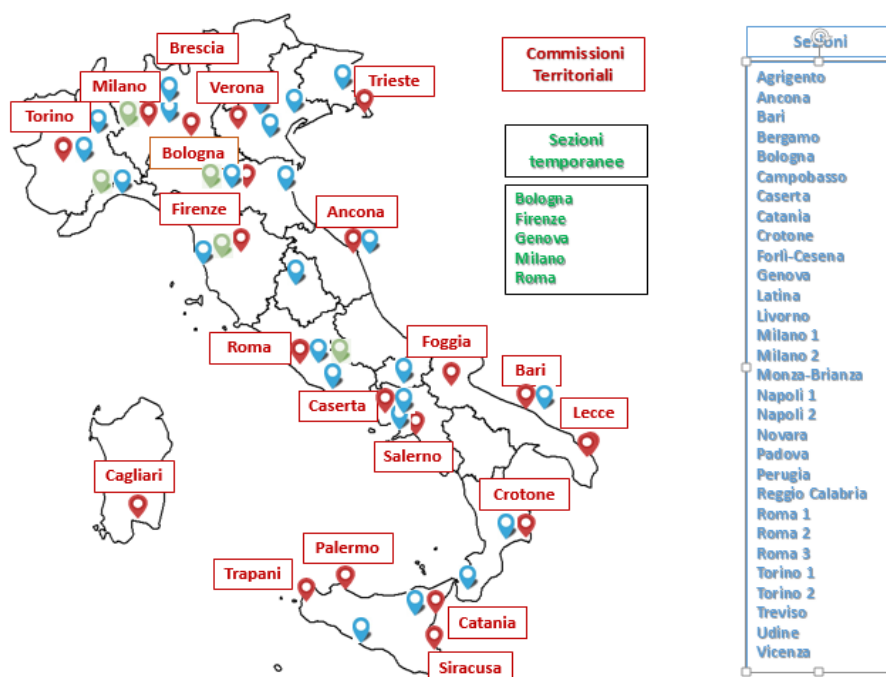 Brescia
Milano
Verona
Trieste
Torino
Bologna
Firenze
Ancona
Roma
Foggia
Bari
Caserta
Lecce
Salerno
Cagliari
Crotone
Palermo
Trapani
Catania
Siracusa
Commissioni
Territoriali
Sezioni
temporanee
Bologna
Firenze
Genova
Milano
Roma
Sezioni
Agrigento
Ancona
Bari
Bergamo
Bologna
Campobasso
Caserta
Catania
Crotone
Forlì-Cesena
Genova
Latina
Livorno
Milano 1
Milano 2
Monza-Brianza
Napoli 1
Napoli 2
Novara
Padova
Perugia
Reggio Calabria
Roma 1
Roma 2
Roma 3
Torino 1
Torino 2
Treviso
Udine
Vicenza